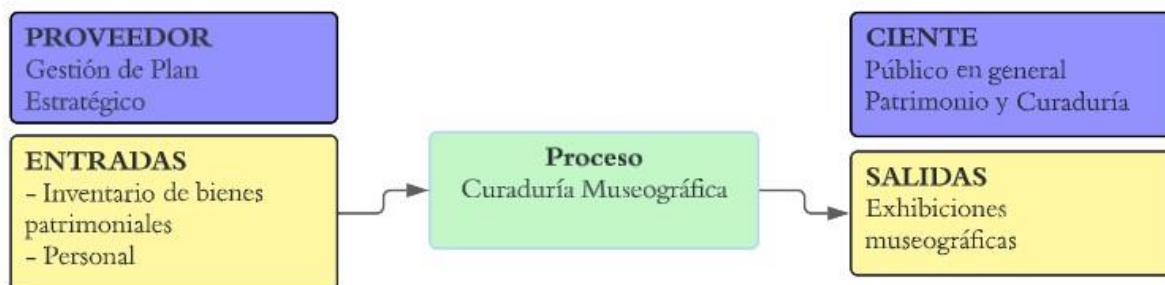 PROVEEDOR
Gestión de Plan
Estratégico
ENTRADAS
- Inventario de bienes
patrimoniales
- Personal
Proceso
Curaduría Museográfica
CIENTE
Público en general
Patrimonio y Curaduría
SALIDAS
Exhibiciones
museográficas